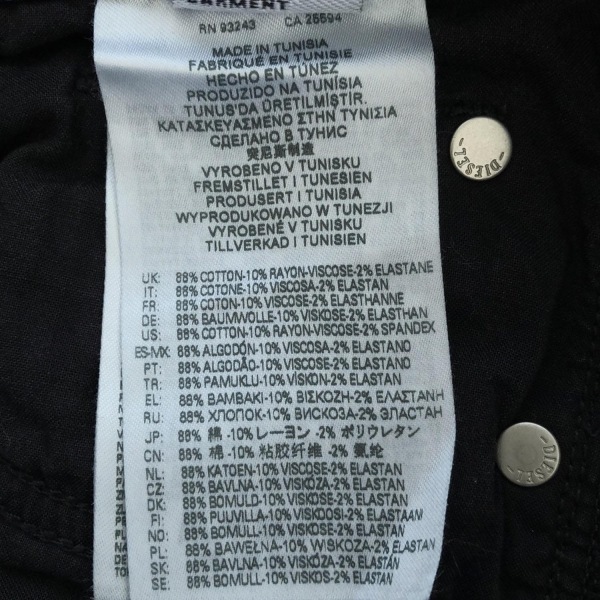 GARMENT
RN 93243 CA 25594
MADE IN TUNISIA
FABRIQUÉ EN TUNISIE
HECHO EN TÚNEZ
PRODUZIDO NA TUNÍSIA
TUNUS'DA ÜRETILMIŞTIR.
ΚΑΤΑΣΚΕΥΑΣΜΕΝΟ ΣΤΗΝ ΤΥΝΙΣΙΑ
СДЕЛАНО В ТУНИС
突尼斯制造
VYROBENO V TUNISKU
FREMSTILLET I TUNESIEN
PRODUSERT I TUNISIA
WYPRODUKOWANO W TUNEZJI
VYROBENÉ V TUNISKU
TILLVERKAD I TUNISIEN
UK: 88% COTTON-10% RAYON-VISCOSE-2% ELASTANE
IT: 88% COTONE-10% VISCOSA-2% ELASTAN
FR: 88% COTON-10% VISCOSE-2% ELASTHANNE
DE: 88% BAUMWOLLE-10% VISKOSE-2% ELASTHAN
US: 88% COTTON-10% RAYON-VISCOSE-2% SPANDEX
ES-MX: 88% ALGODÓN-10% VISCOSA-2% ELASTANO
PT: 88% ALGODÃO-10% VISCOSE-2% ELASTANO
TR: 88% PAMUKLU-10% VISKON-2% ELASTAN
EL: 88% ΒΑΜΒΑΚΙ-10% ΒΙΣΚΟΖΗ-2% ΕΛΑΣΤΑΝΗ
RU: 88% ХЛОПОК-10% ВИСКОЗА-2% ЭЛАСТАН
JP: 88% 綿 -10% レーヨン -2% ポリウレタン
CN: 88% 棉 -10% 粘胶纤维 -2% 氨纶
NL: 88% KATOEN-10% VISCOSE-2% ELASTAN
CZ: 88% BAVLNA-10% VISKÓZA-2% ELASTAN
DK: 88% BOMULD-10% VISKOSE-2% ELASTAN
FI: 88% PUUVILLA-10% VISKOOSI-2% ELASTAANI
NO: 88% BOMULL-10% VISKOSE-2% ELASTAN
PL: 88% BAWEŁNA-10% WISKOZA-2% ELASTAN
SK: 88% BAVLNA-10% VISKÓZA-2% ELASTAN
SE: 88% BOMULL-10% VISKOS-2% ELASTAN
-DIESEL-
-DIESEL-